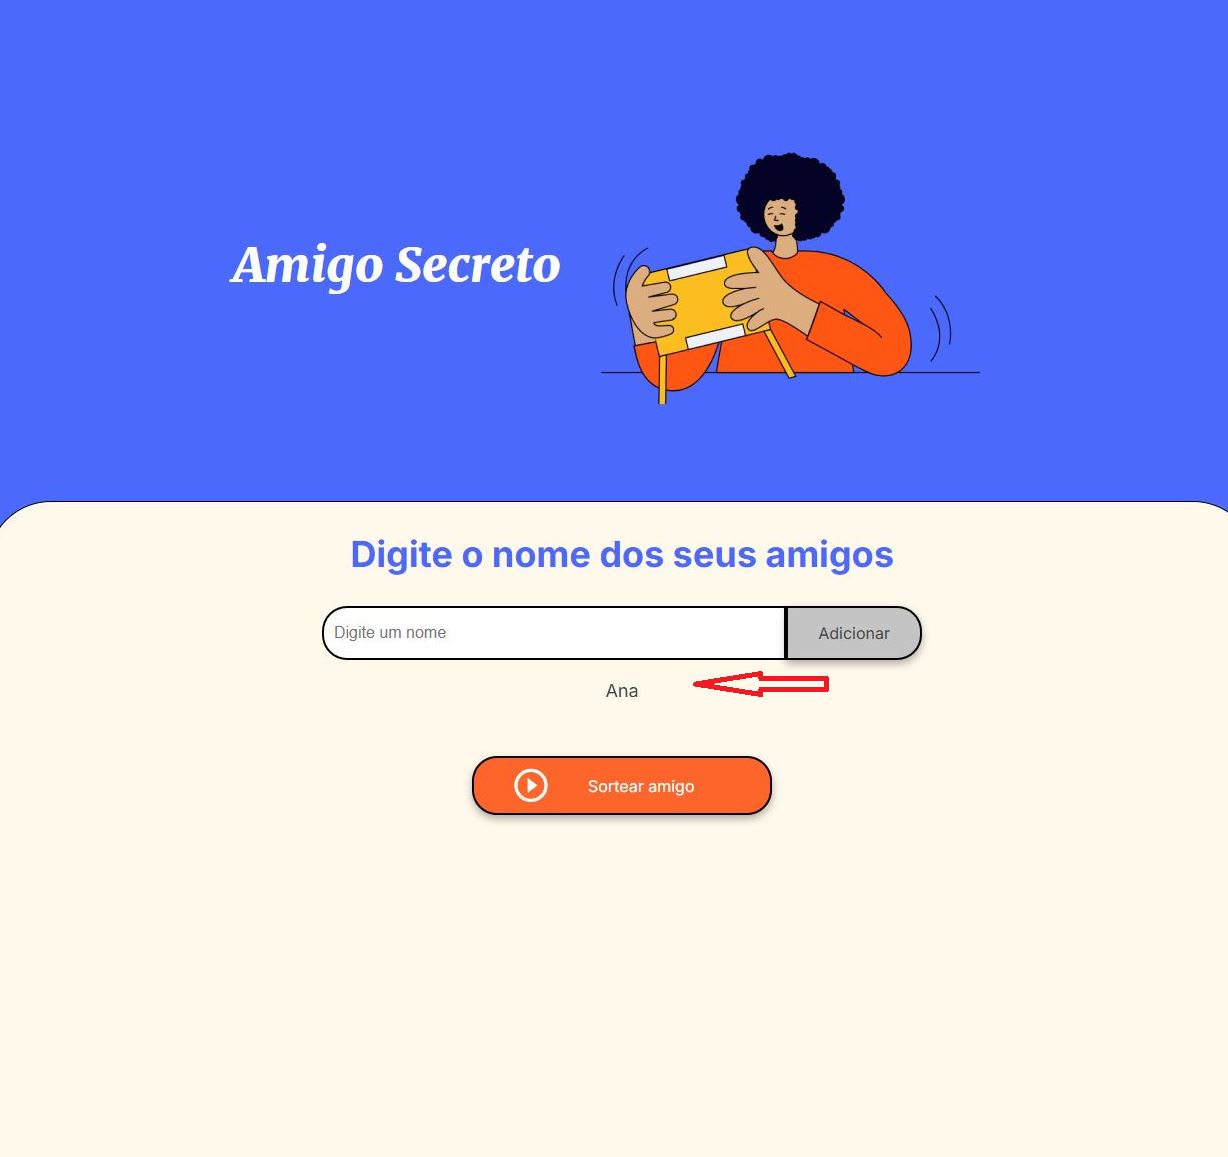 Amigo Secreto
Digite o nome dos seus amigos
Digite um nome
Adicionar
Ana
Sortear amigo